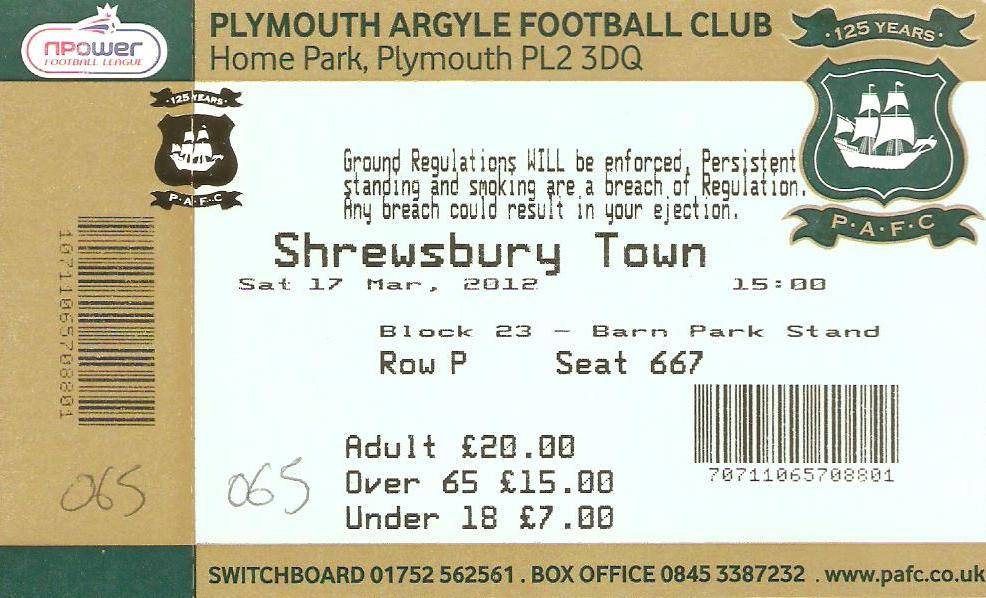 npower
FOOTBALL LEAGUE
PLYMOUTH ARGYLE FOOTBALL CLUB
Home Park, Plymouth PL2 3DQ
125 YEARS
P·A·F·C
125 YEARS
P·A·F·C
Ground Regulations WILL be enforced. Persistent
standing and smoking are a breach of Regulation.
Any breach could result in your ejection.
Shrewsbury Town
Sat 17 Mar, 2012 15:00
Block 23 - Barn Park Stand
Row P Seat 667
70711065708801
Adult £20.00
Over 65 £15.00
Under 18 £7.00
70711065708801
065
065
SWITCHBOARD 01752 562561 . BOX OFFICE 0845 3387232 . www.pafc.co.uk